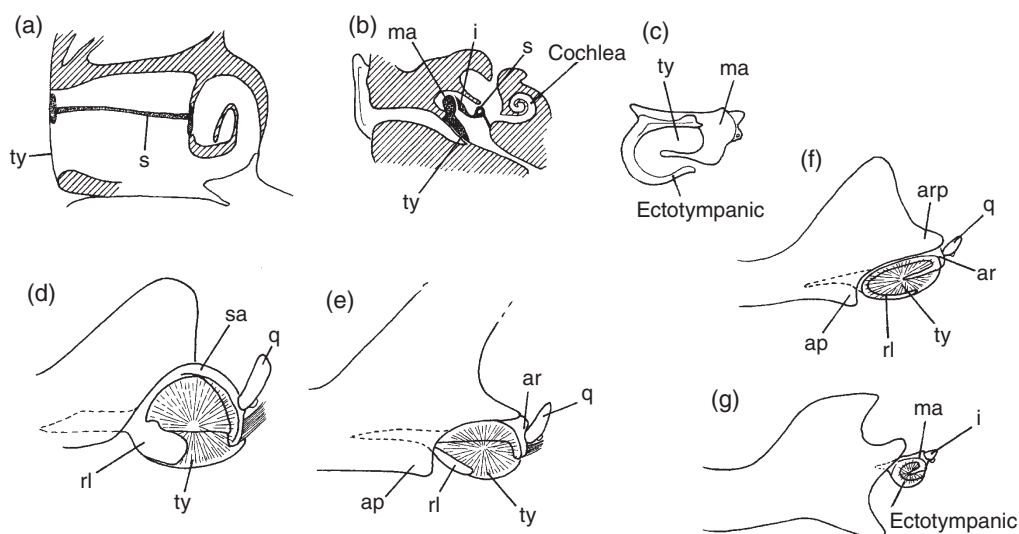 (a)
ty
s
(b)
ma
i
s
Cochlea
ty
(c)
ty
ma
Ectotympanic
(d)
sa
q
rl
ty
(e)
ar
q
ap
rl
ty
(f)
arp
q
ar
ap
rl
ty
(g)
ma
i
Ectotympanic